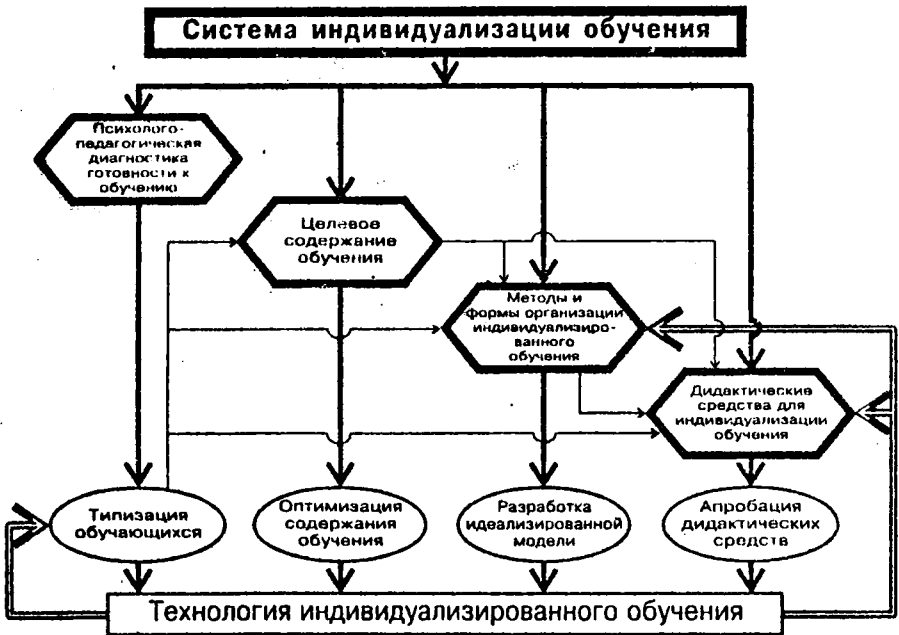 Система индивидуализации обучения
Психолого-
педагогическая
диагностика
готовности к
обучению
Целевое
содержание
обучения
Методы и
формы организации
индивидуализиро-
ванного
обучения
Дидактические
средства для
индивидуализации
обучения
Типизация
обучающихся
Оптимизация
содержания
обучения
Разработка
идеализированной
модели
Апробация
дидактических
средств
Технология индивидуализированного обучения